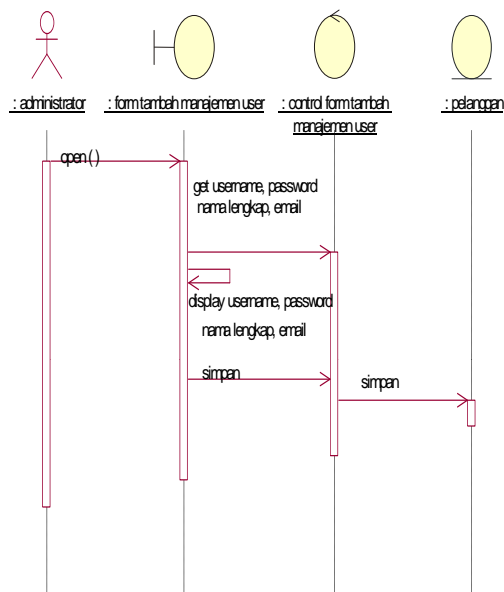 : administrator
: form tambah manajemen user
: control form tambah
manajemen user
: pelanggan
open ( )
get username, password
nama lengkap, email
display username, password
nama lengkap, email
simpan
simpan